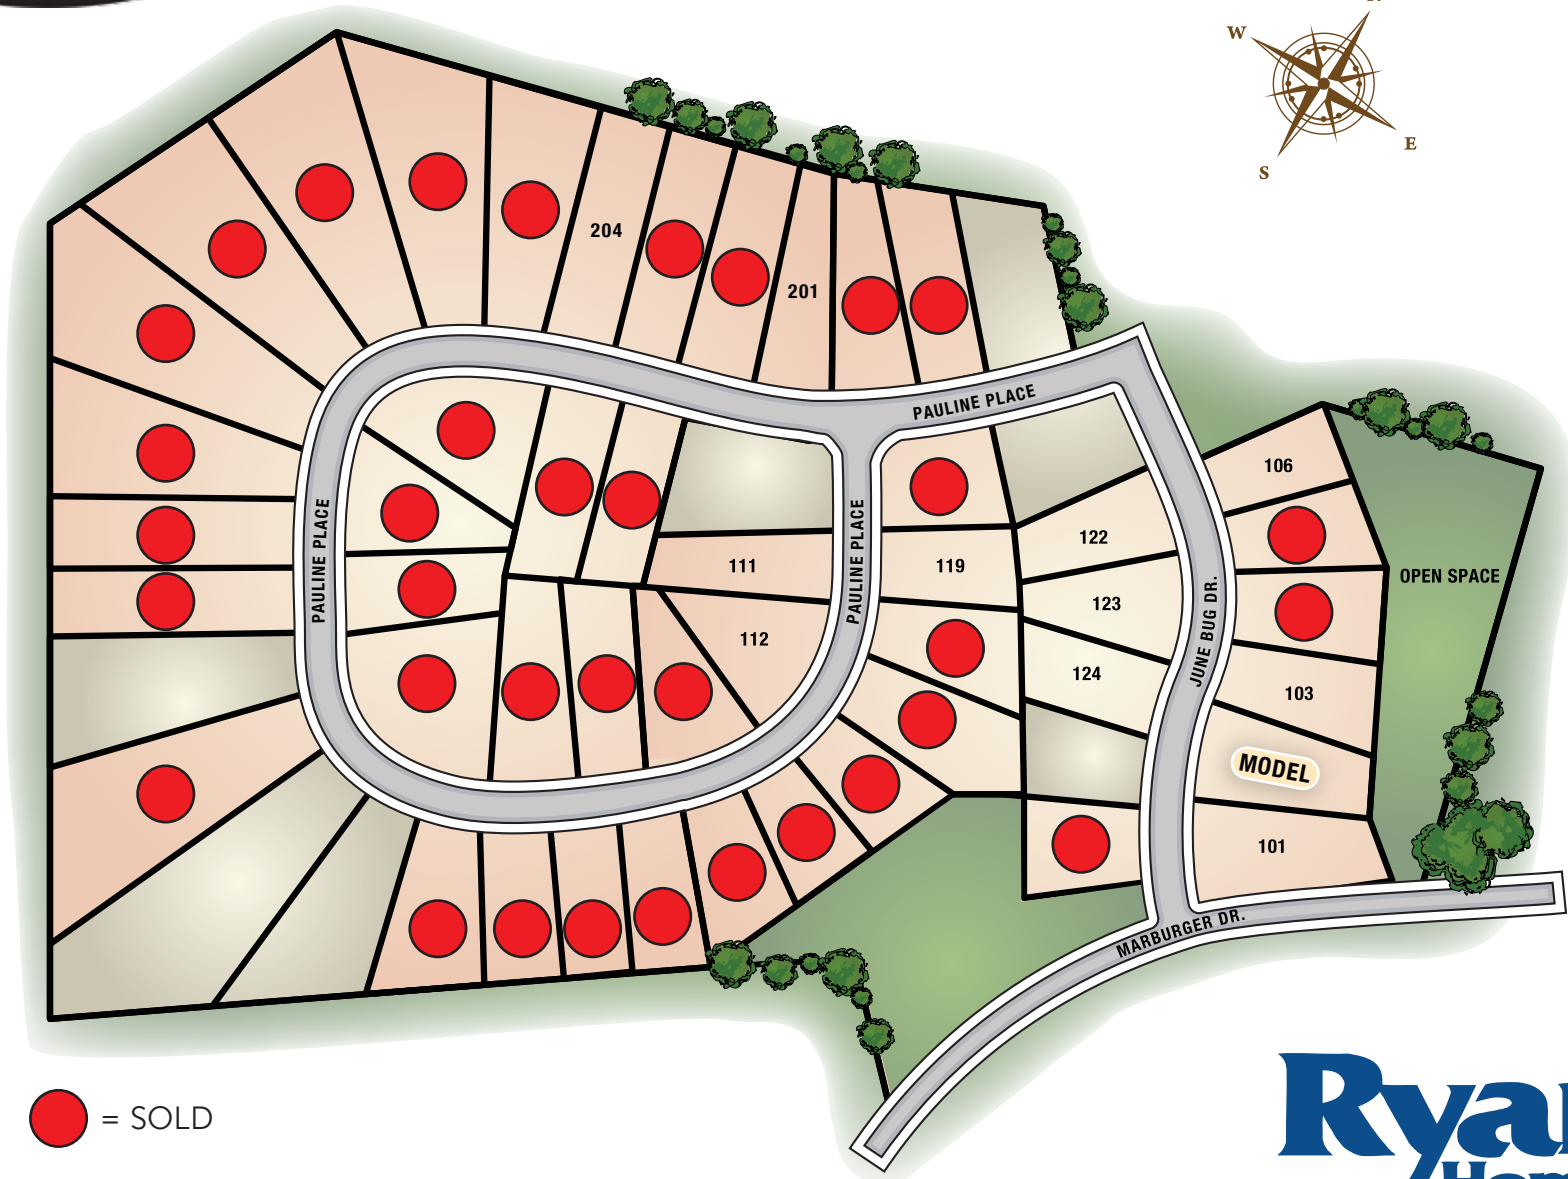 W
E
S
204
201
PAULINE PLACE
106
122
119
111
OPEN SPACE
PAULINE PLACE
PAULINE PLACE
123
JUNE BUG DR.
112
124
103
MODEL
101
MARBURGER DR.
= SOLD
Ryan